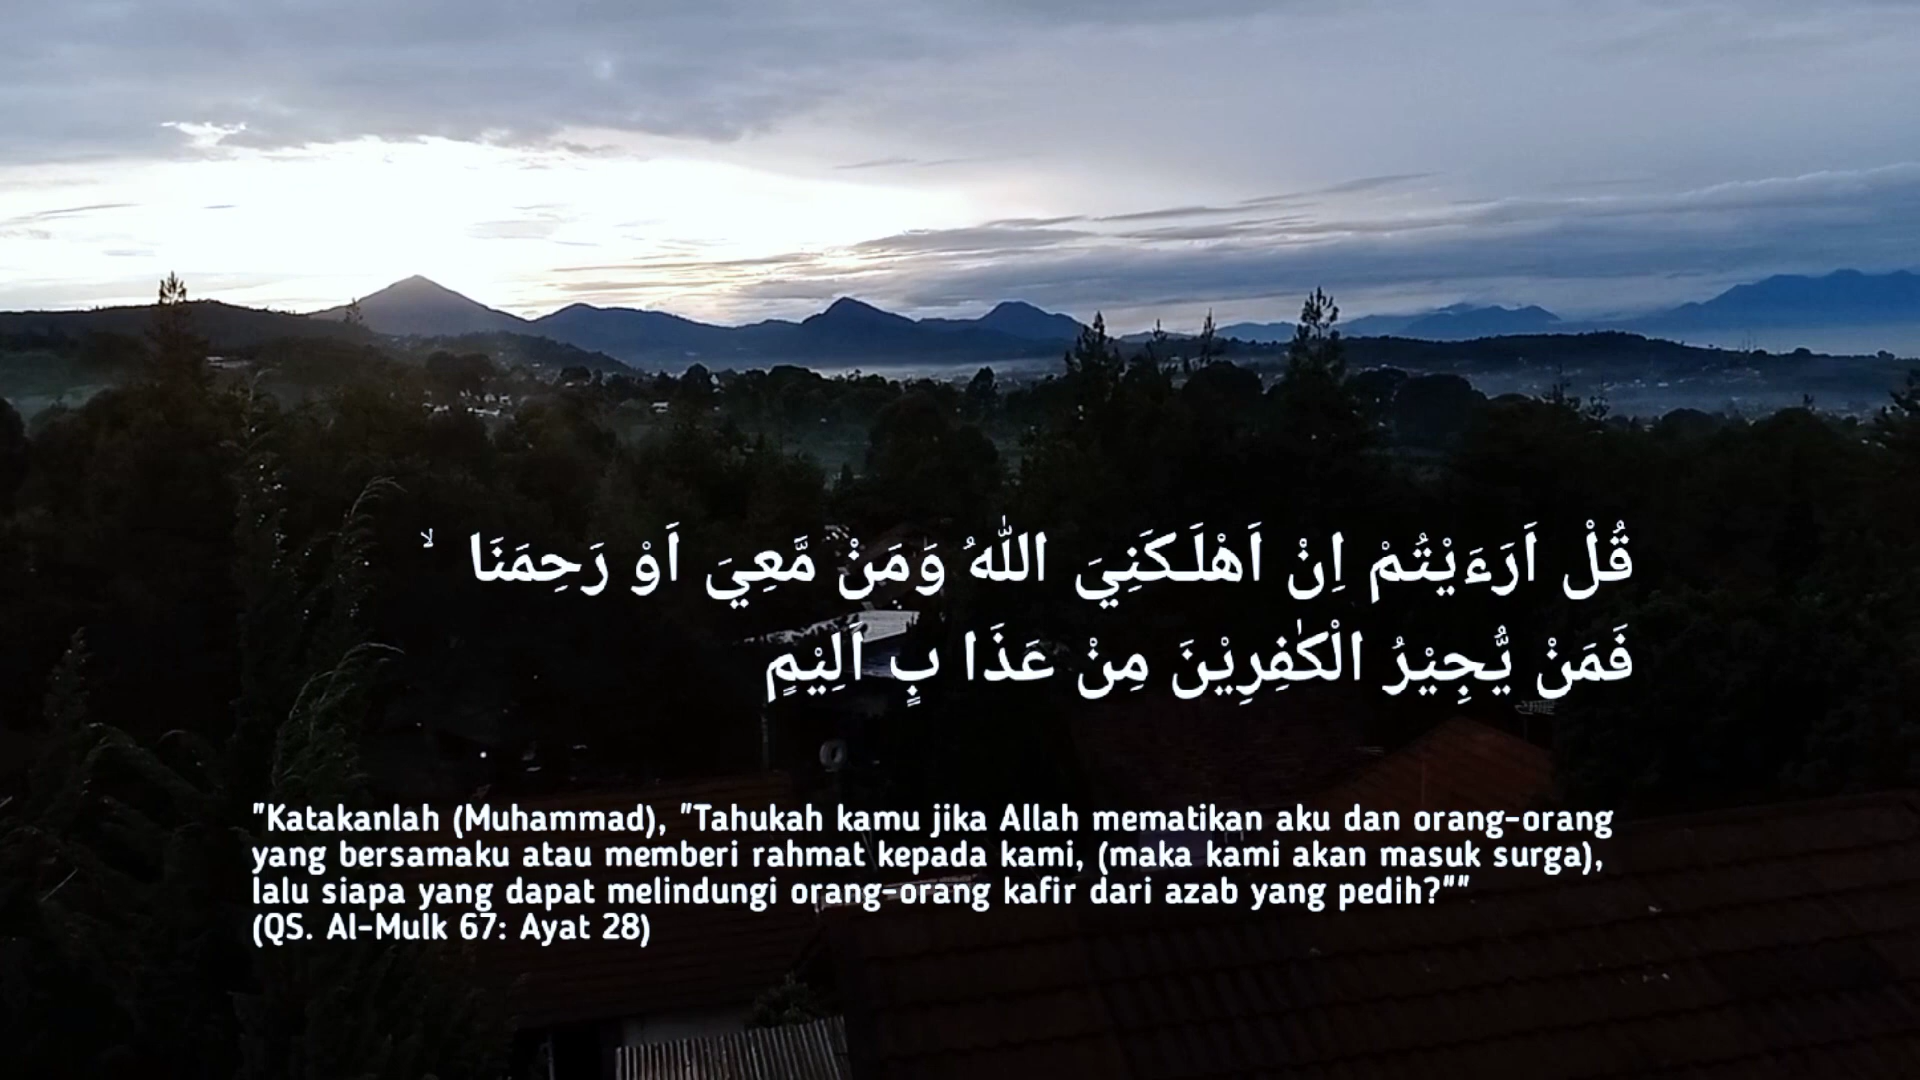 قُلْ اَرَءَيْتُمْ اِنْ اَهْلَـكَنِيَ اللّٰهُ وَمَنْ مَّعِيَ اَوْ رَحِمَنَا ۙ
فَمَنْ يُّجِيْرُ الْكٰفِرِيْنَ مِنْ عَذَا بٍ اَلِيْمٍ
"Katakanlah (Muhammad), "Tahukah kamu jika Allah mematikan aku dan orang-orang
yang bersamaku atau memberi rahmat kepada kami, (maka kami akan masuk surga),
lalu siapa yang dapat melindungi orang-orang kafir dari azab yang pedih?""
(QS. Al-Mulk 67: Ayat 28)